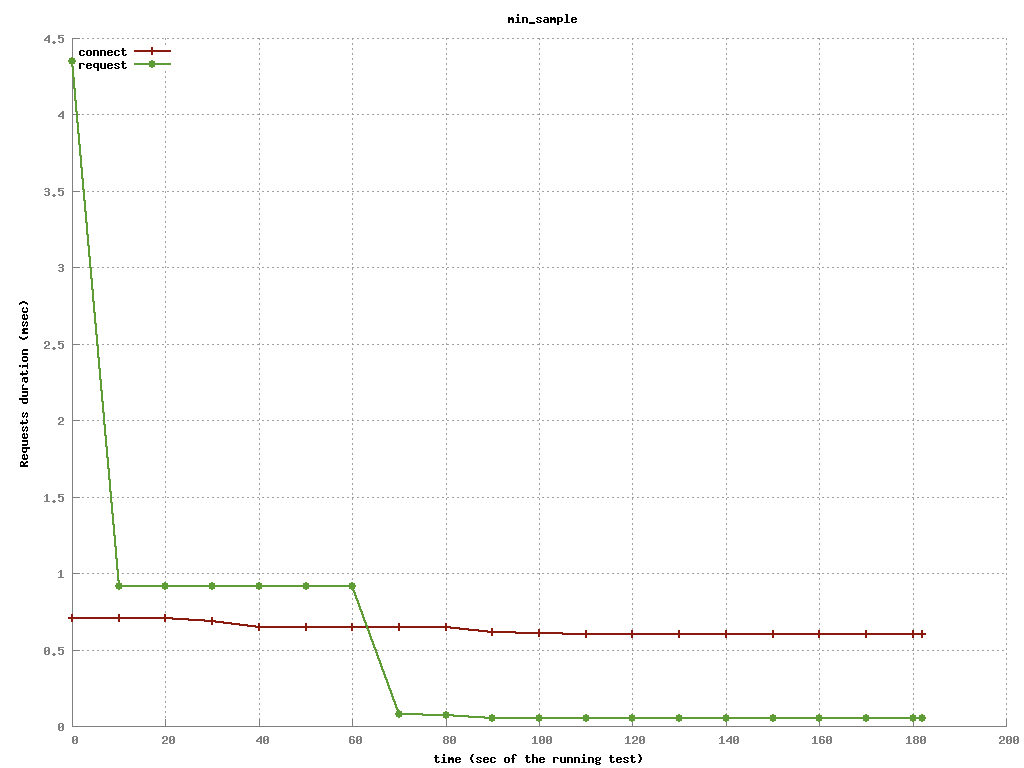 min_sample
connect
request
4.5
4
3.5
3
2.5
2
1.5
1
0.5
0
Requests duration (msec)
0 20 40 60 80 100 120 140 160 180 200
time (sec of the running test)